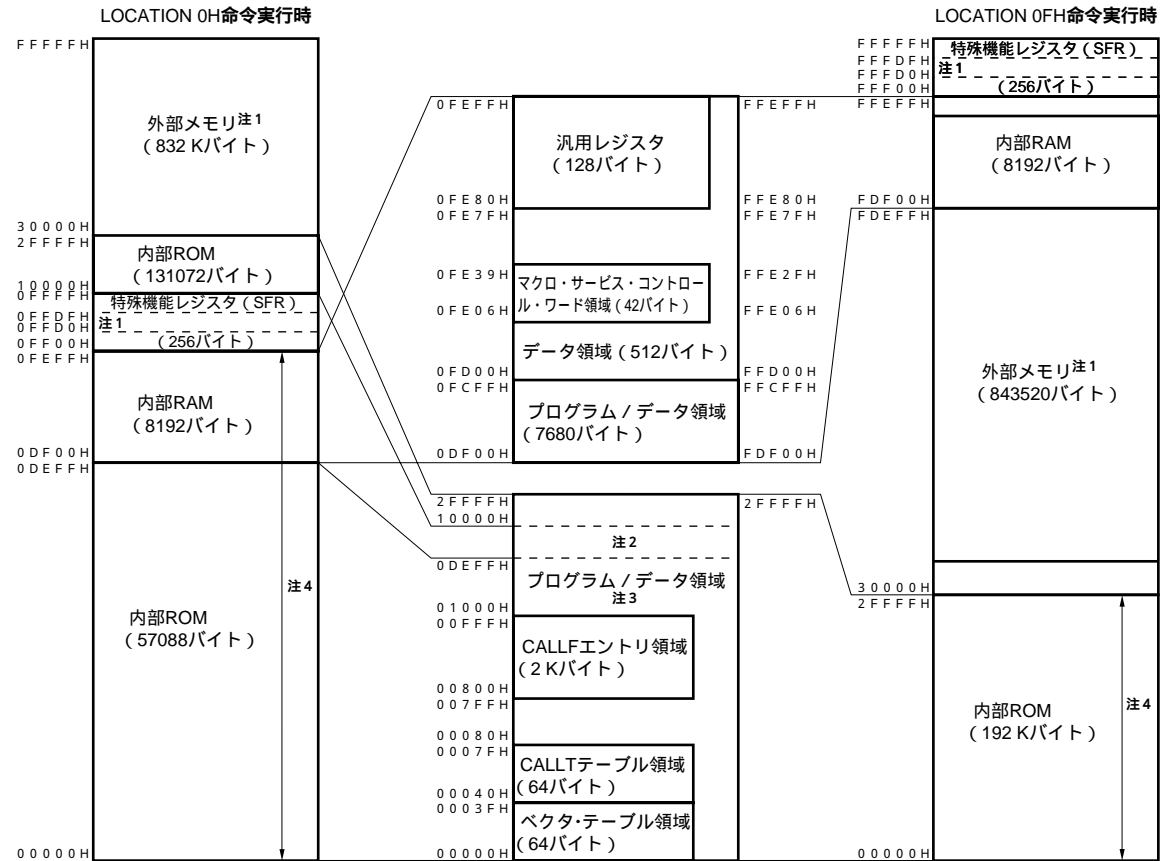 LOCATION 0H命令実行時
FFFFFH
外部メモリ注1
(832 Kバイト)
30000H
2FFFFH
内部ROM
(131072バイト)
10000H
0FFFFH
特殊機能レジスタ(SFR)
0FFDFH
注1
0FFD0H
(256バイト)
0FF00H
0FEFFH
内部RAM
(8192バイト)
0DF00H
0DEFFH
注4
内部ROM
(57088バイト)
00000H
0FEFFH
FFEFFH
汎用レジスタ
(128バイト)
0FE80H
FFE80H
0FE7FH
FFE7FH
0FE39H
FFE2FH
マクロ・サービス・コントロー
ル・ワード領域(42バイト)
0FE06H
FFE06H
データ領域(512バイト)
0FD00H
FFD00H
0FCFFH
FFCFFH
プログラム/データ領域
(7680バイト)
0DF00H
FDF00H
2FFFFH
2FFFFH
10000H
注2
0DEFFH
プログラム/データ領域
注3
01000H
00FFFH
CALLFエントリ領域
(2 Kバイト)
00800H
007FFH
00080H
0007FH
CALLTテーブル領域
(64バイト)
00040H
0003FH
ベクタ・テーブル領域
(64バイト)
00000H
LOCATION 0FH命令実行時
FFFFFH
特殊機能レジスタ(SFR)
FFFDFH
注1
FFFD0H
(256バイト)
FFF00H
FFEFFH
内部RAM
(8192バイト)
FDF00H
FDEFFH
外部メモリ注1
(843520バイト)
30000H
2FFFFH
内部ROM
(192 Kバイト)
注4
00000H